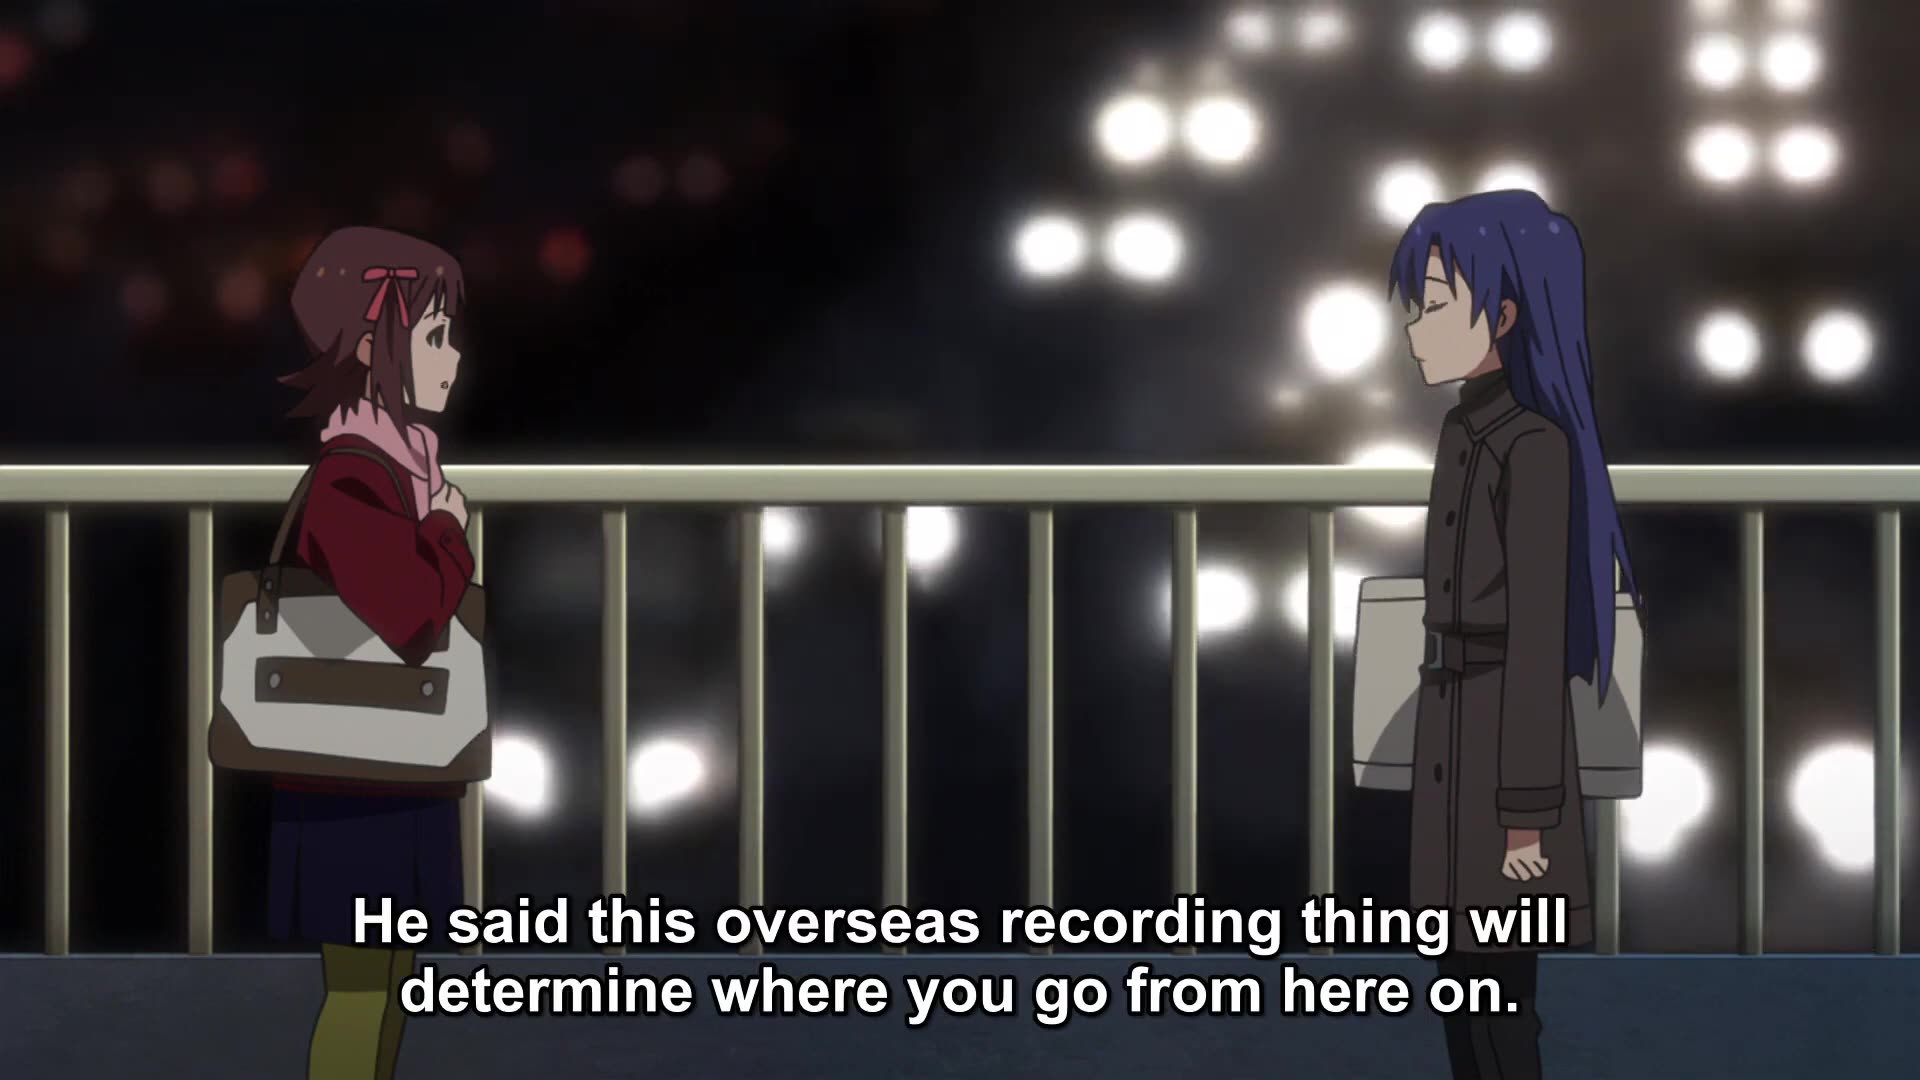 He said this overseas recording thing will
determine where you go from here on.